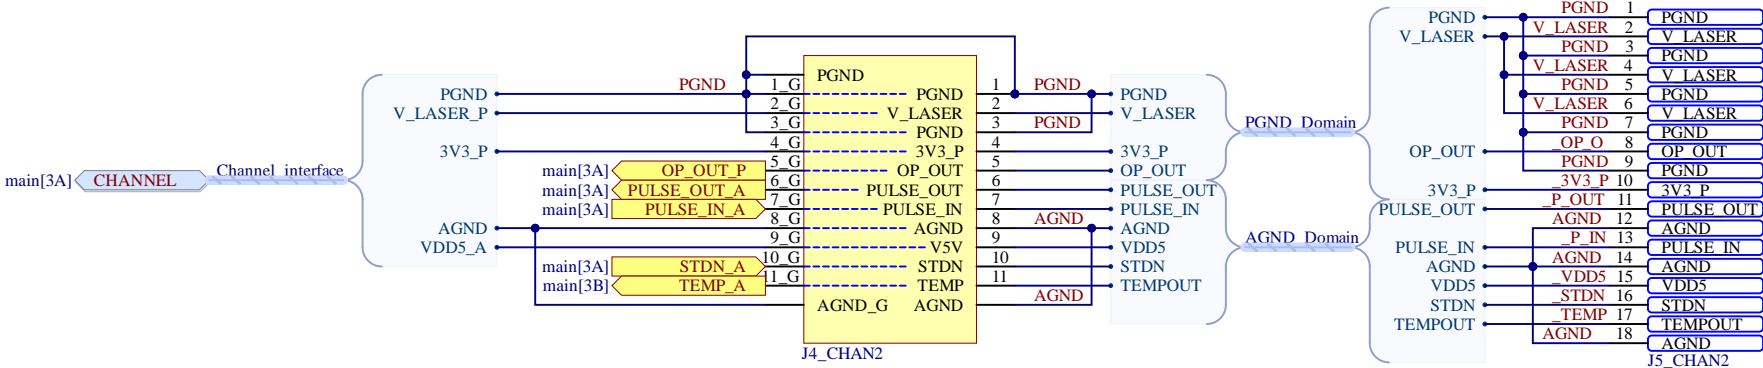 main[3A] CHANNEL
Channel_interface
PGND
V_LASER_P
3V3_P
AGND
VDD5_A
PGND
main[3A] OP_OUT_P
main[3A] PULSE_OUT_A
main[3A] PULSE_IN_A
main[3A] STDN_A
main[3B] TEMP_A
PGND
1_G PGND 1 PGND
2_G V_LASER 2
3_G PGND 3 PGND
4_G 3V3_P 4
5_G OP_OUT 5
6_G PULSE_OUT 6
7_G PULSE_IN 7
8_G AGND 8 AGND
9_G V5V 9
10_G STDN 10
11_G TEMP 11
AGND_G AGND AGND
J4_CHAN2
PGND
V_LASER
3V3_P
OP_OUT
PULSE_OUT
PULSE_IN
AGND
VDD5
STDN
TEMPOUT
PGND_Domain
AGND_Domain
PGND
V_LASER
OP_OUT
3V3_P
PULSE_OUT
PULSE_IN
AGND
VDD5
STDN
TEMPOUT
PGND 1 PGND
V_LASER 2 V_LASER
PGND 3 PGND
V_LASER 4 V_LASER
PGND 5 PGND
V_LASER 6 V_LASER
PGND 7 PGND
_OP_O 8 OP_OUT
PGND 9 PGND
_3V3_P 10 3V3_P
_P_OUT 11 PULSE_OUT
AGND 12 AGND
_P_IN 13 PULSE_IN
AGND 14 AGND
_VDD5 15 VDD5
_STDN 16 STDN
_TEMP 17 TEMPOUT
AGND 18 AGND
J5_CHAN2